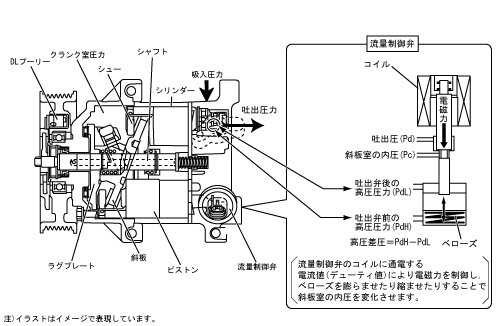 流量制御弁
シャフト
クランク室圧力
DLプーリー
シュー
吸入圧力
シリンダー
吐出圧力
コイル
電磁力
吐出圧(Pd)
斜板室の内圧(Pc)
吐出弁後の
高圧圧力(PdL)
吐出弁前の
高圧圧力(PdH)
高圧差圧=PdH−PdL
ベローズ
ラグプレート
斜板
ピストン
流量制御弁
流量制御弁のコイルに通電する
電流値(デューティ値)により電磁力を制御し、
ベローズを膨らませたり縮ませたりすることで
斜板室の内圧を変化させます。
注)イラストはイメージで表現しています。